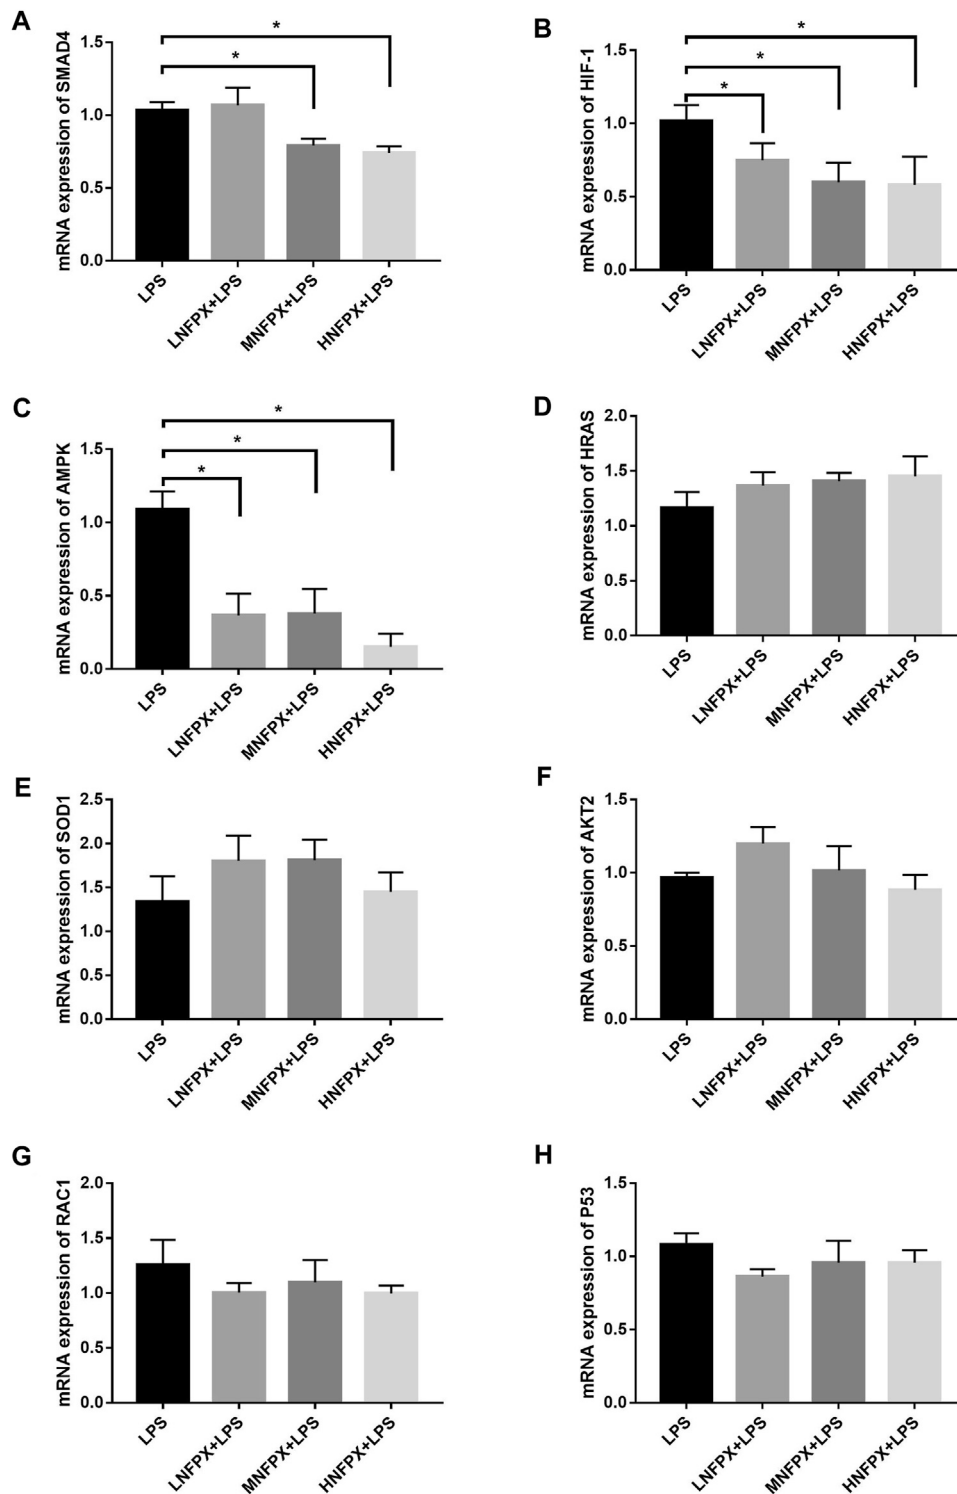 A
mRNA expression of SMAD4
1.5
1.0
0.5
0.0
*
*
LPS
LNFPX+LPS
MNFPX+LPS
HNFPX+LPS
B
mRNA expression of HIF-1
1.5
1.0
0.5
0.0
*
*
*
LPS
LNFPX+LPS
MNFPX+LPS
HNFPX+LPS
C
mRNA expression of AMPK
1.5
1.0
0.5
0.0
*
*
*
LPS
LNFPX+LPS
MNFPX+LPS
HNFPX+LPS
D
mRNA expression of HRAS
2.0
1.5
1.0
0.5
0.0
LPS
LNFPX+LPS
MNFPX+LPS
HNFPX+LPS
E
mRNA expression of SOD1
2.5
2.0
1.5
1.0
0.5
0.0
LPS
LNFPX+LPS
MNFPX+LPS
HNFPX+LPS
F
mRNA expression of AKT2
1.5
1.0
0.5
0.0
LPS
LNFPX+LPS
MNFPX+LPS
HNFPX+LPS
G
mRNA expression of RAC1
2.0
1.5
1.0
0.5
0.0
LPS
LNFPX+LPS
MNFPX+LPS
HNFPX+LPS
H
mRNA expression of P53
1.5
1.0
0.5
0.0
LPS
LNFPX+LPS
MNFPX+LPS
HNFPX+LPS